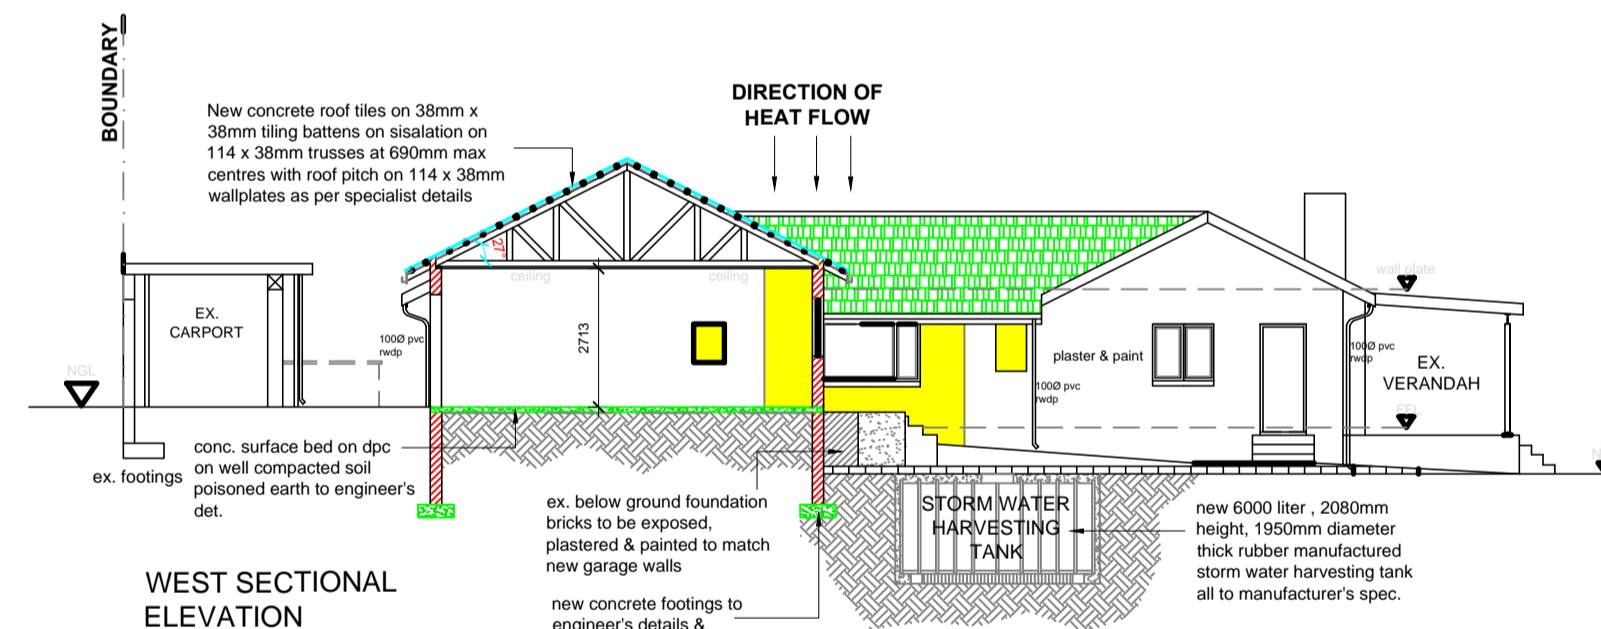 BOUNDARY
New concrete roof tiles on 38mm x
38mm tiling battens on sisalation on
114 x 38mm trusses at 690mm max
centres with roof pitch on 114 x 38mm
wallplates as per specialist details
DIRECTION OF
HEAT FLOW
27°
ceiling
ceiling
wall plate
EX.
CARPORT
100Ø pvc
rwdp
2713
plaster & paint
100Ø pvc
rwdp
100Ø pvc
rwdp
EX.
VERANDAH
NGL
FFL
conc. surface bed on dpc
on well compacted soil
poisoned earth to engineer's
det.
ex. footings
ex. below ground foundation
bricks to be exposed,
plastered & painted to match
new garage walls
STORM WATER
HARVESTING
TANK
new 6000 liter , 2080mm
height, 1950mm diameter
thick rubber manufactured
storm water harvesting tank
all to manufacturer's spec.
WEST SECTIONAL
ELEVATION
new concrete footings to
engineer's details &